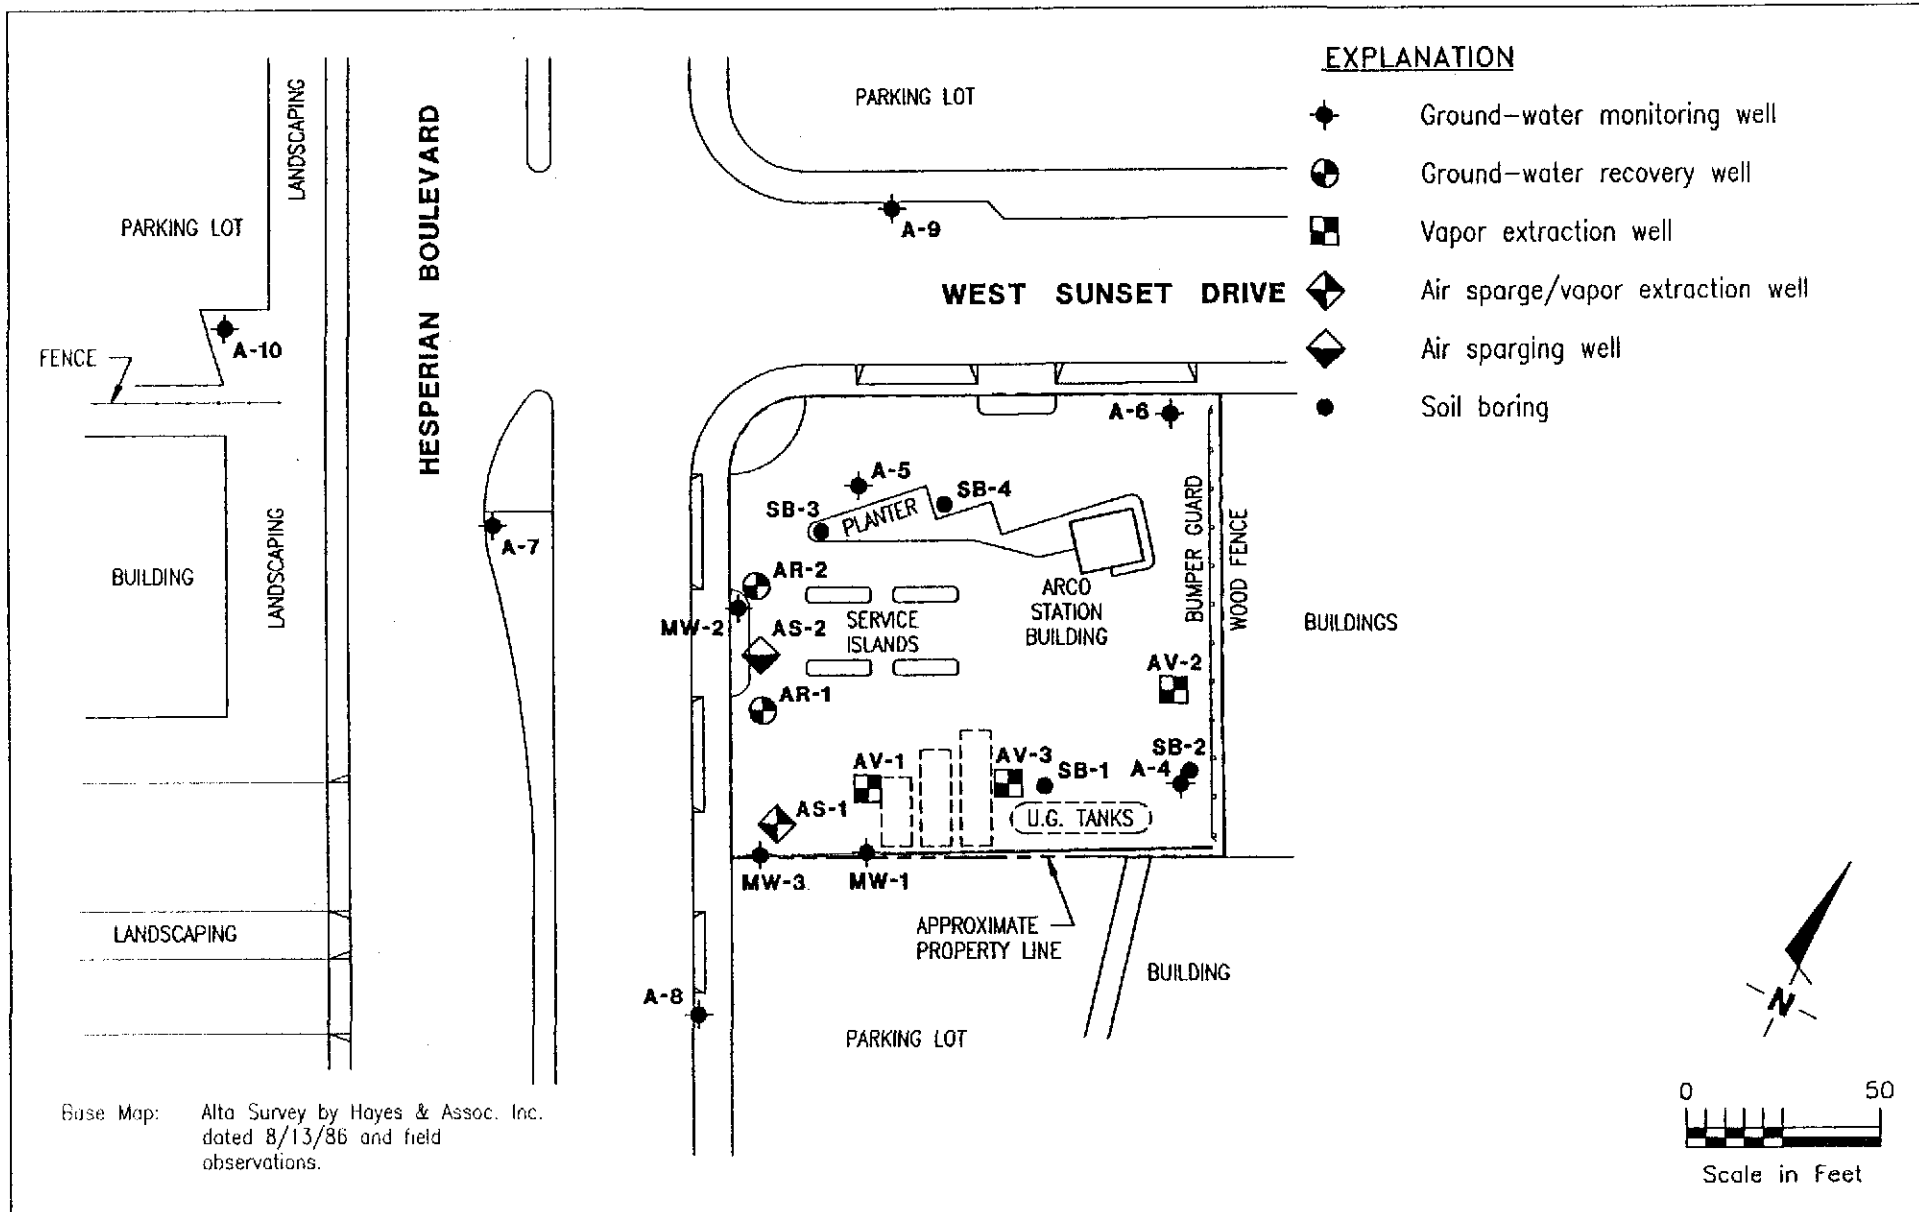 EXPLANATION
Ground-water monitoring well
Ground-water recovery well
Vapor extraction well
Air sparge/vapor extraction well
Air sparging well
Soil boring
PARKING LOT
LANDSCAPING
HESPERIAN BOULEVARD
PARKING LOT
A-9
WEST SUNSET DRIVE
A-10
FENCE
A-6
A-5
SB-4
SB-3
PLANTER
A-7
LANDSCAPING
BUILDING
BUMPER GUARD
WOOD FENCE
AR-2
ARCO
STATION
BUILDING
MW-2
AS-2
SERVICE
ISLANDS
BUILDINGS
AV-2
AR-1
AV-1
AV-3
SB-1
SB-2
A-4
AS-1
U.G. TANKS
MW-3
MW-1
APPROXIMATE
PROPERTY LINE
LANDSCAPING
BUILDING
A-8
PARKING LOT
N
Base Map: Alta Survey by Hayes & Assoc. Inc.
dated 8/13/86 and field
observations.
0 50
Scale in Feet